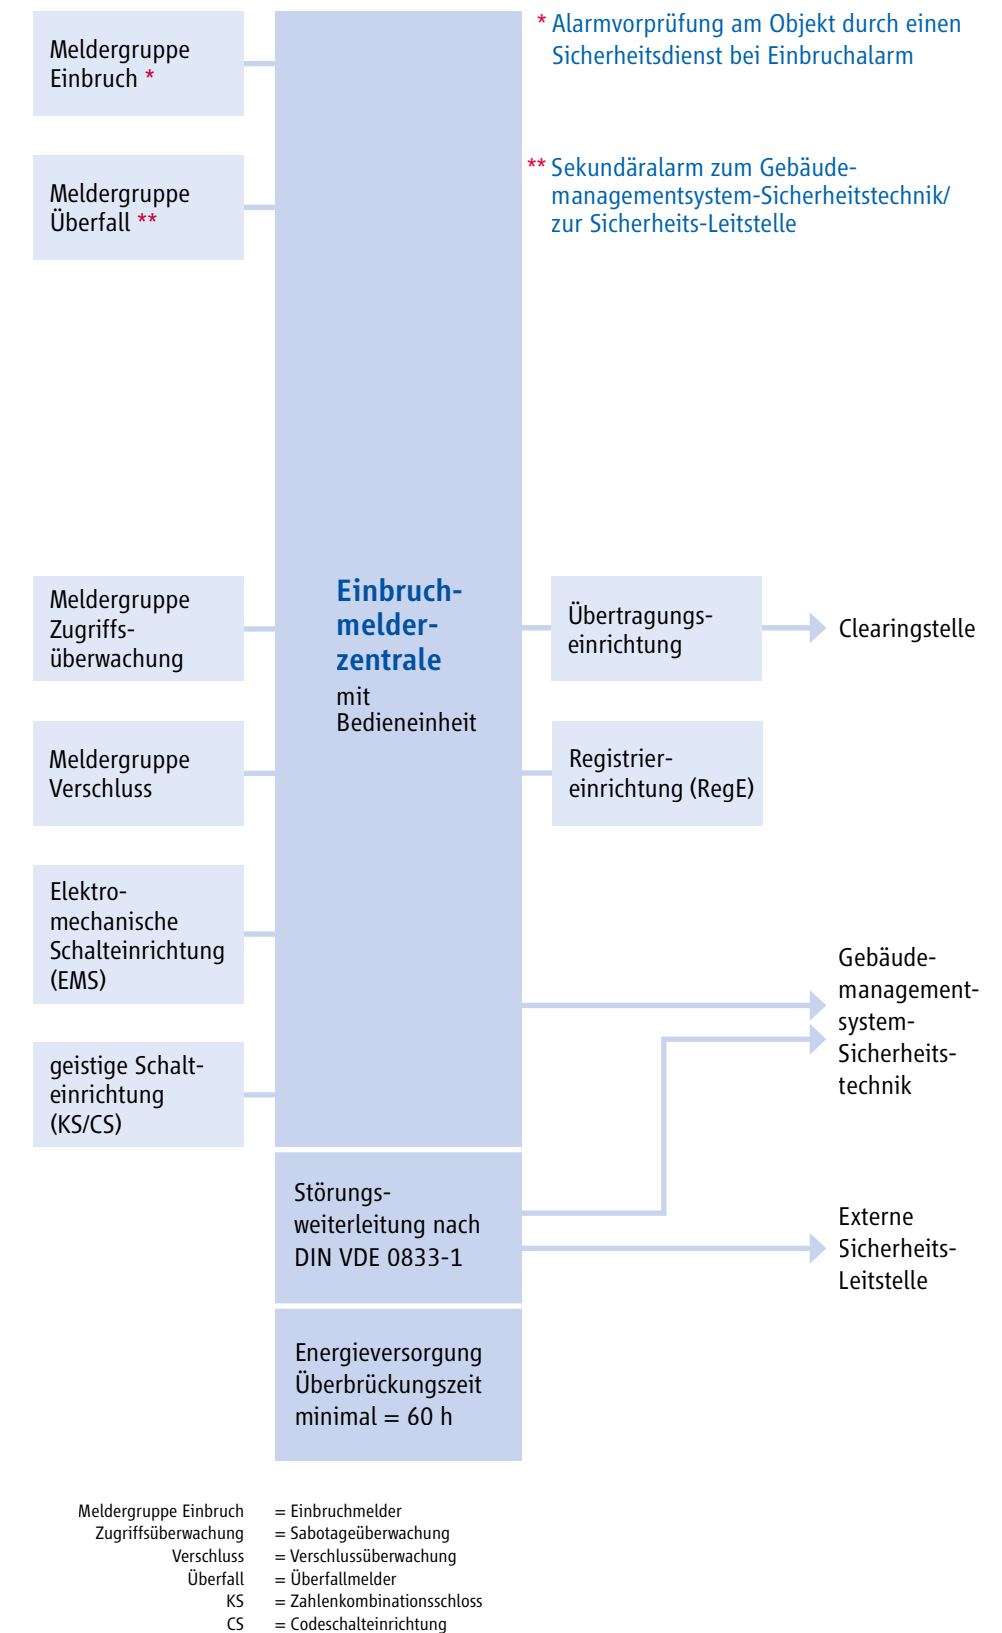 Meldergruppe
Einbruch *
* Alarmvorprüfung am Objekt durch einen
Sicherheitsdienst bei Einbruchalarm
Meldergruppe
Überfall **
** Sekundäralarm zum Gebäude-
managementsystem-Sicherheitstechnik/
zur Sicherheits-Leitstelle
Meldergruppe
Zugriffs-
überwachung
Meldergruppe
Verschluss
Elektro-
mechanische
Schalteinrichtung
(EMS)
geistige Schalt-
einrichtung
(KS/CS)
Einbruch-
melder-
zentrale
mit
Bedieneinheit
Übertragungs-
einrichtung
Clearingstelle
Registrier-
einrichtung (RegE)
Gebäude-
management-
system-
Sicherheits-
technik
Störungs-
weiterleitung nach
DIN VDE 0833-1
Externe
Sicherheits-
Leitstelle
Energieversorgung
Überbrückungszeit
minimal = 60 h
Meldergruppe Einbruch = Einbruchmelder
Zugriffsüberwachung = Sabotageüberwachung
Verschluss = Verschlussüberwachung
Überfall = Überfallmelder
KS = Zahlenkombinationsschloss
CS = Codeschalteinrichtung